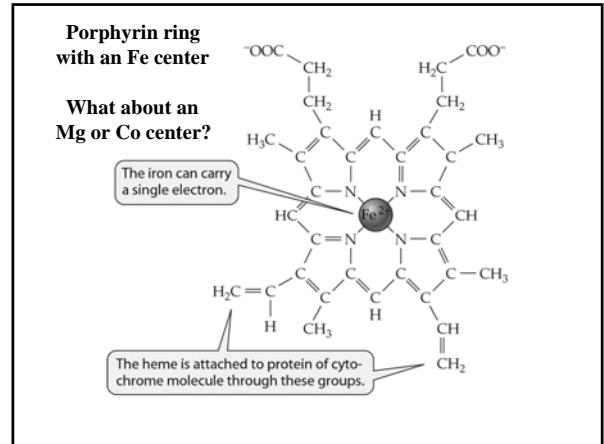 Porphyrin ring
with an Fe center
What about an
Mg or Co center?
⁻OOC
CH₂
CH₂
COO⁻
H₂C
CH₂
H
H₃C
C
C
C
C
C
C
CH₃
The iron can carry
a single electron.
C
N
N
C
HC
Fe²⁺
CH
C
N
N
C
H₂C=C
H
C
C
C
C
C
C
CH₃
CH₃
C
H
CH
CH₂
The heme is attached to protein of cyto-
chrome molecule through these groups.